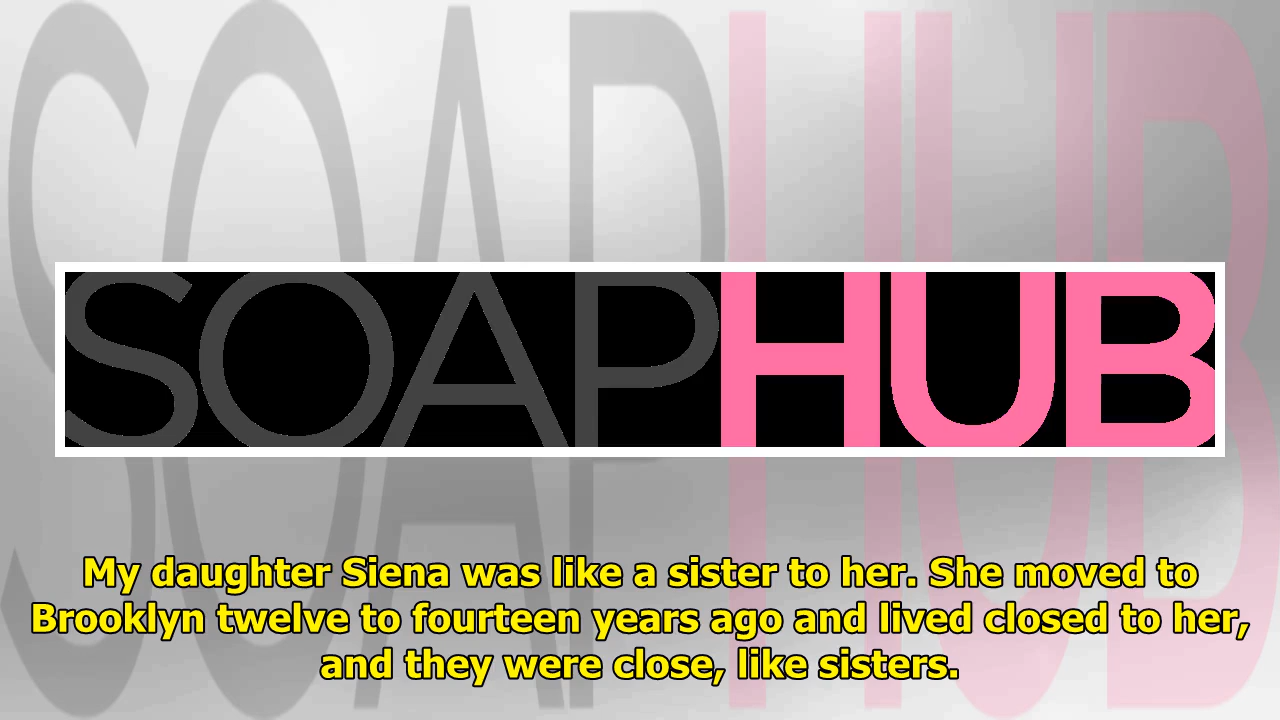 SOAPHUB
SOAPHUB
My daughter Siena was like a sister to her. She moved to
Brooklyn twelve to fourteen years ago and lived closed to her,
and they were close, like sisters.